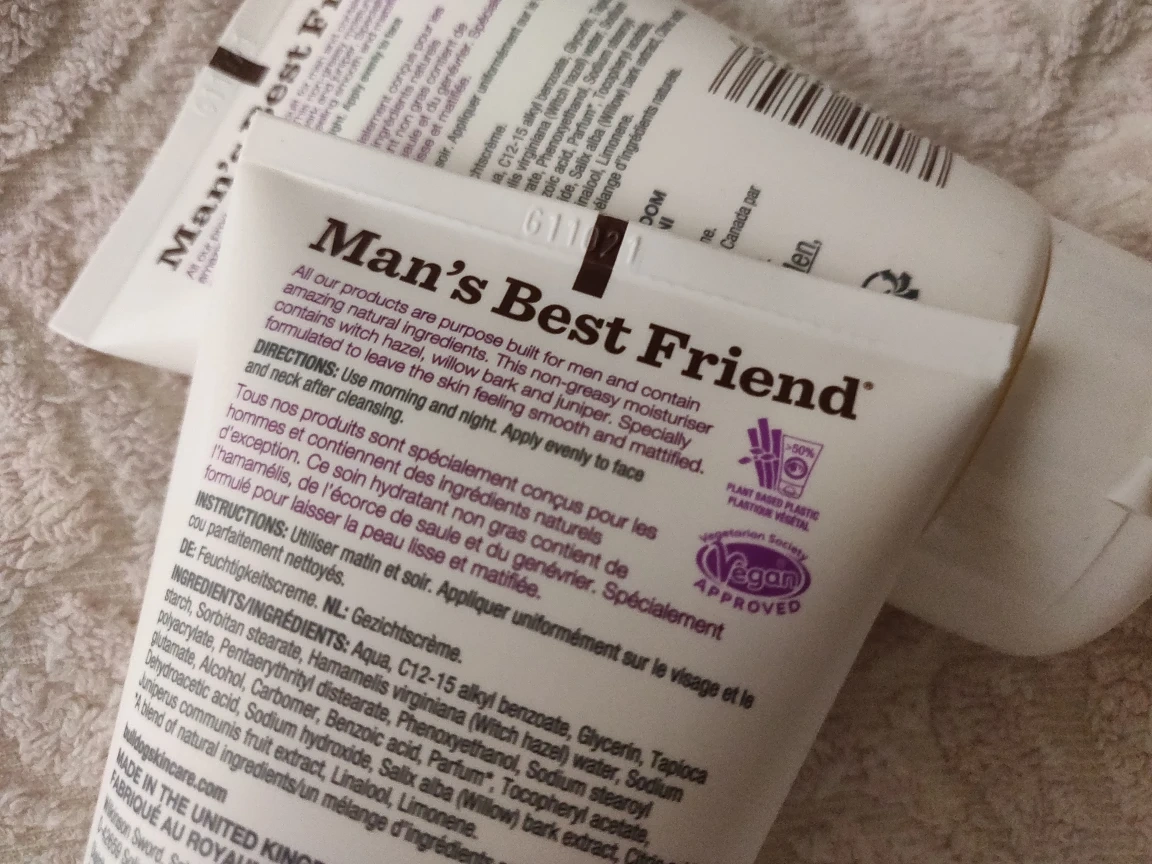 611021
Man's Best Friend®
All our products are purpose built for men and contain
amazing natural ingredients. This non-greasy moisturiser
contains witch hazel, willow bark and juniper. Specially
formulated to leave the skin feeling smooth and mattified.
DIRECTIONS: Use morning and night. Apply evenly to face
and neck after cleansing.
Tous nos produits sont spécialement conçus pour les
hommes et contiennent des ingrédients naturels
d'exception. Ce soin hydratant non gras contient de
l'hamamélis, de l'écorce de saule et du genévrier. Spécialement
formulé pour laisser la peau lisse et matifiée.
INSTRUCTIONS: Utiliser matin et soir. Appliquer uniformément sur le visage et le
cou parfaitement nettoyés.
DE: Feuchtigkeitscreme. NL: Gezichtscrème.
INGREDIENTS/INGRÉDIENTS: Aqua, C12-15 alkyl benzoate, Glycerin, Tapioca
starch, Sorbitan stearate, Hamamelis virginiana (Witch hazel) water, Sodium
polyacrylate, Pentaerythrityl distearate, Phenoxyethanol, Sodium stearoyl
glutamate, Alcohol, Carbomer, Benzoic acid, Parfum*, Tocopheryl acetate,
Dehydroacetic acid, Sodium hydroxide, Salix alba (Willow) bark extract,
Juniperus communis fruit extract, Linalool, Limonene.
*A blend of natural ingredients/un mélange d'ingrédients
bulldogskincare.com
MADE IN THE UNITED
FABRIQUÉ AU
Sword,
>50%
PLANT BASED PLASTIC
PLASTIQUE VÉGÉTAL
Vegetarian Society
Vegan
APPROVED
Man's
Canada par